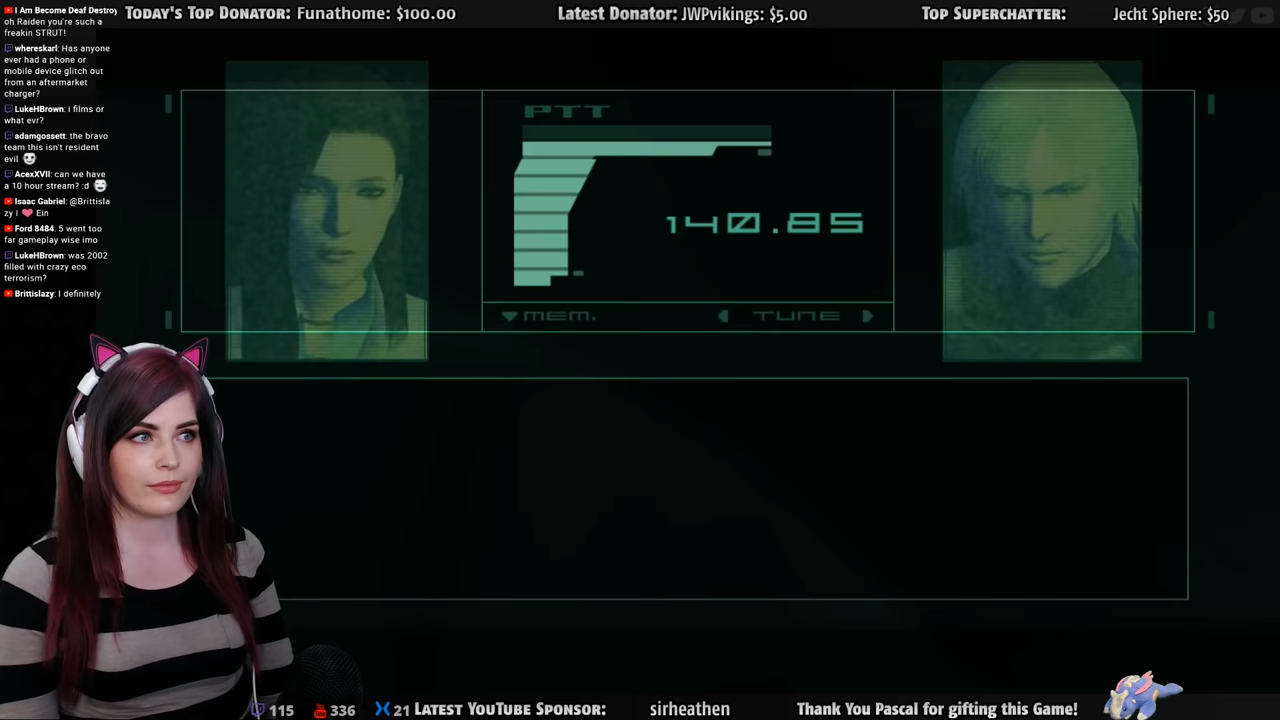 TODAY'S TOP DONATOR: FUNATHOME: $100.00
LATEST DONATOR: JWPVIKINGS: $5.00
TOP SUPERCHATTER: JECHT SPHERE: $50
I Am Become Deaf Destroy
oh Raiden you're such a
freakin STRUT!
whereskarl: Has anyone
ever had a phone or
mobile device glitch out
from an aftermarket
charger?
LukeHBrown: i films or
what evr?
adamgossett: the bravo
team this isn't resident
evil
AcexXVII: can we have
a 10 hour stream? :d
Isaac Gabriel: @Brittisla
zy I ❤ Ein
Ford 8484: 5 went too
far gameplay wise imo
LukeHBrown: was 2002
filled with crazy eco
terrorism?
Brittislazy: I definitely
PTT
140.85
MEM.
TUNE
115
336
21
LATEST YOUTUBE SPONSOR: sirheathen
Thank You Pascal for gifting this Game!